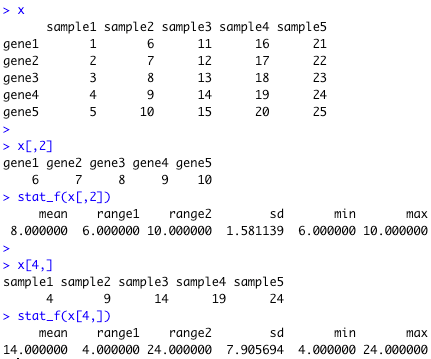 > x
      sample1 sample2 sample3 sample4 sample5
gene1       1       6      11      16      21
gene2       2       7      12      17      22
gene3       3       8      13      18      23
gene4       4       9      14      19      24
gene5       5      10      15      20      25
>
> x[,2]
gene1 gene2 gene3 gene4 gene5
    6     7     8     9    10
> stat_f(x[,2])
     mean    range1    range2        sd       min       max
 8.000000  6.000000 10.000000  1.581139  6.000000 10.000000
>
> x[4,]
sample1 sample2 sample3 sample4 sample5
      4       9      14      19      24
> stat_f(x[4,])
     mean    range1    range2        sd       min       max
14.000000  4.000000 24.000000  7.905694  4.000000 24.000000